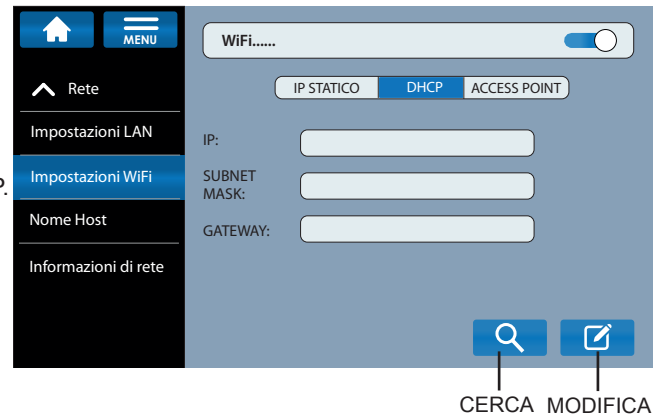 MENU
WiFi......
Rete
IP STATICO DHCP ACCESS POINT
Impostazioni LAN
IP:
Impostazioni WiFi
SUBNET
MASK:
P.
Nome Host
GATEWAY:
Informazioni di rete
CERCA MODIFICA